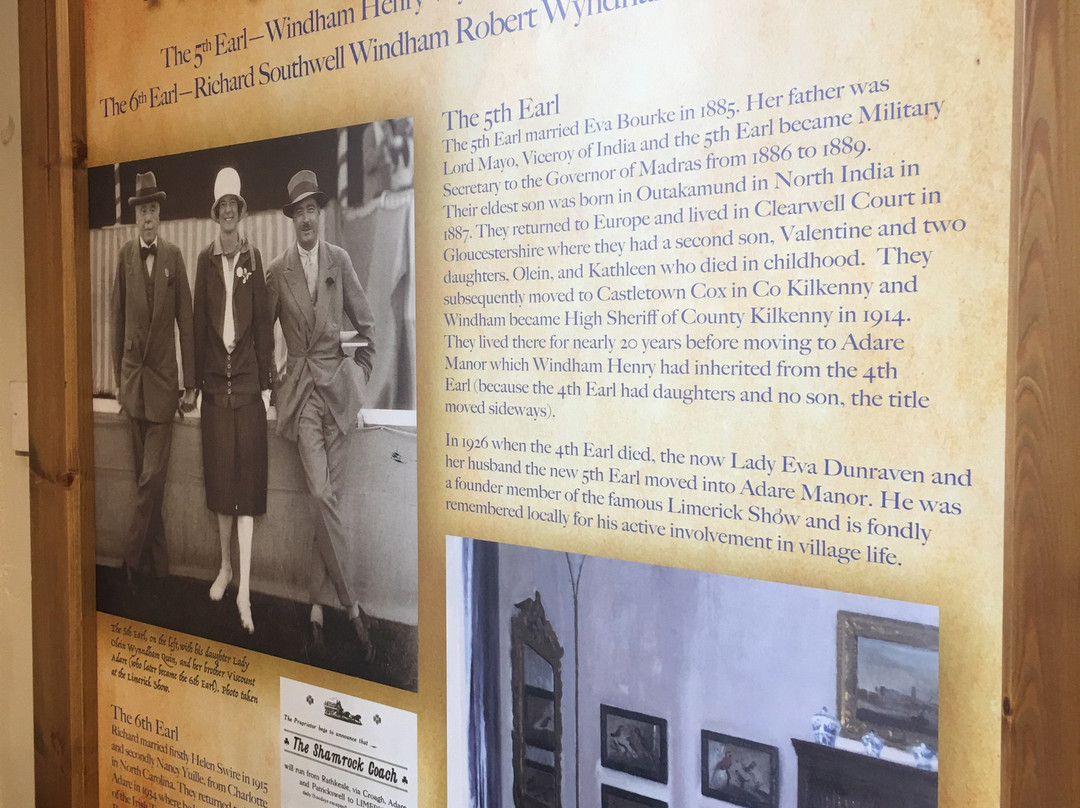 The 5th Earl—Windham Henry
The 6th Earl—Richard Southwell Windham Robert
The 5th Earl
The 5th Earl married Eva Bourke in 1885. Her father was
Lord Mayo, Viceroy of India and the 5th Earl became Military
Secretary to the Governor of Madras from 1886 to 1889.
Their eldest son was born in Outakamund in North India in
1887. They returned to Europe and lived in Clearwell Court in
Gloucestershire where they had a second son, Valentine and two
daughters, Olein, and Kathleen who died in childhood. They
subsequently moved to Castletown Cox in Co Kilkenny and
Windham became High Sheriff of County Kilkenny in 1914.
They lived there for nearly 20 years before moving to Adare
Manor which Windham Henry had inherited from the 4th
Earl (because the 4th Earl had daughters and no son, the title
moved sideways).
In 1926 when the 4th Earl died, the now Lady Eva Dunraven and
her husband the new 5th Earl moved into Adare Manor. He was
a founder member of the famous Limerick Show and is fondly
remembered locally for his active involvement in village life.
The 5th Earl, on the left, with his daughter Lady
Olein Wyndham Quin, and her brother Viscount
Adare (who later became the 6th Earl). Photo taken
at the Limerick Show.
The 6th Earl
Richard married firstly Helen Swire in 1915
and secondly Nancy Yuille, from Charlotte
in North Carolina. They returned
Adare in 1934 where
of the Irish
The Proprietor begs to announce that —
The Shamrock Coach
will run from Rathkeale, via Croagh, Adare
and Patrickswell to LIMERI